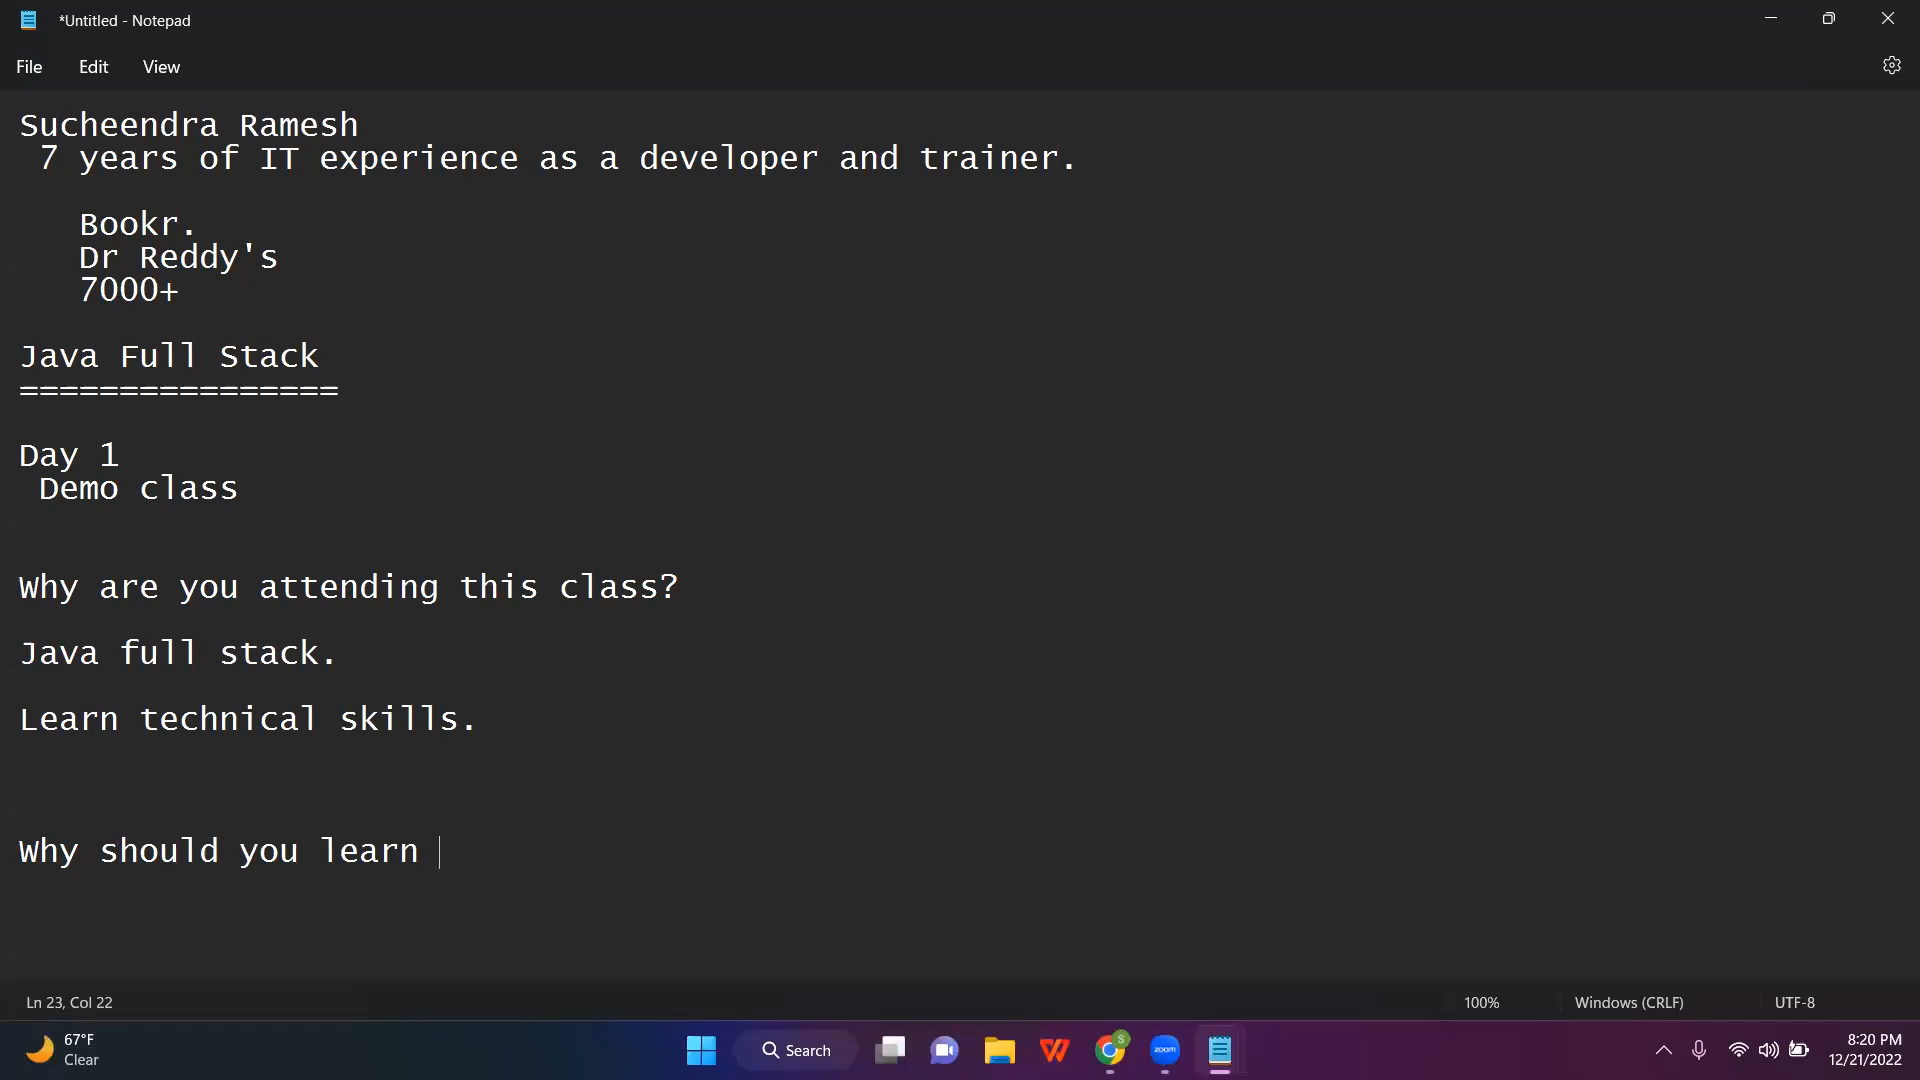 *Untitled - Notepad
File Edit View
Sucheendra Ramesh
7 years of IT experience as a developer and trainer.
Bookr.
Dr Reddy's
7000+
Java Full Stack
================
Day 1
Demo class
Why are you attending this class?
Java full stack.
Learn technical skills.
Why should you learn
Ln 23, Col 22 100% Windows (CRLF) UTF-8
67°F
Clear
Search
zoom
S
8:20 PM
12/21/2022